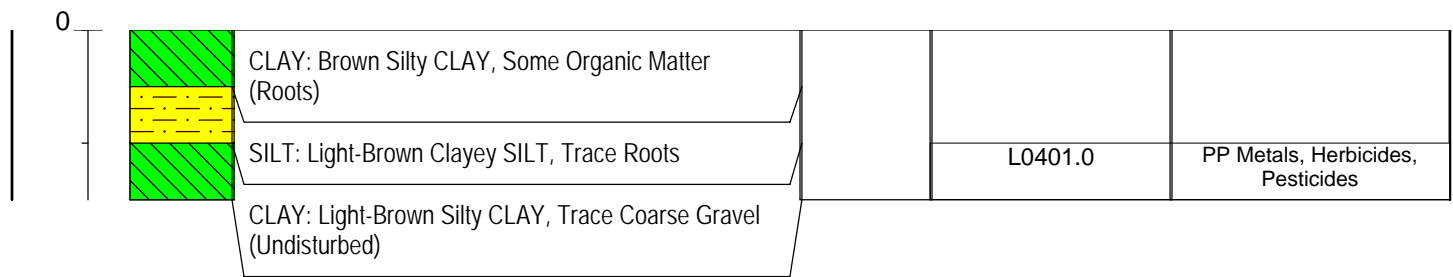 0
CLAY: Brown Silty CLAY, Some Organic Matter
(Roots)
SILT: Light-Brown Clayey SILT, Trace Roots
L0401.0
PP Metals, Herbicides,
Pesticides
CLAY: Light-Brown Silty CLAY, Trace Coarse Gravel
(Undisturbed)